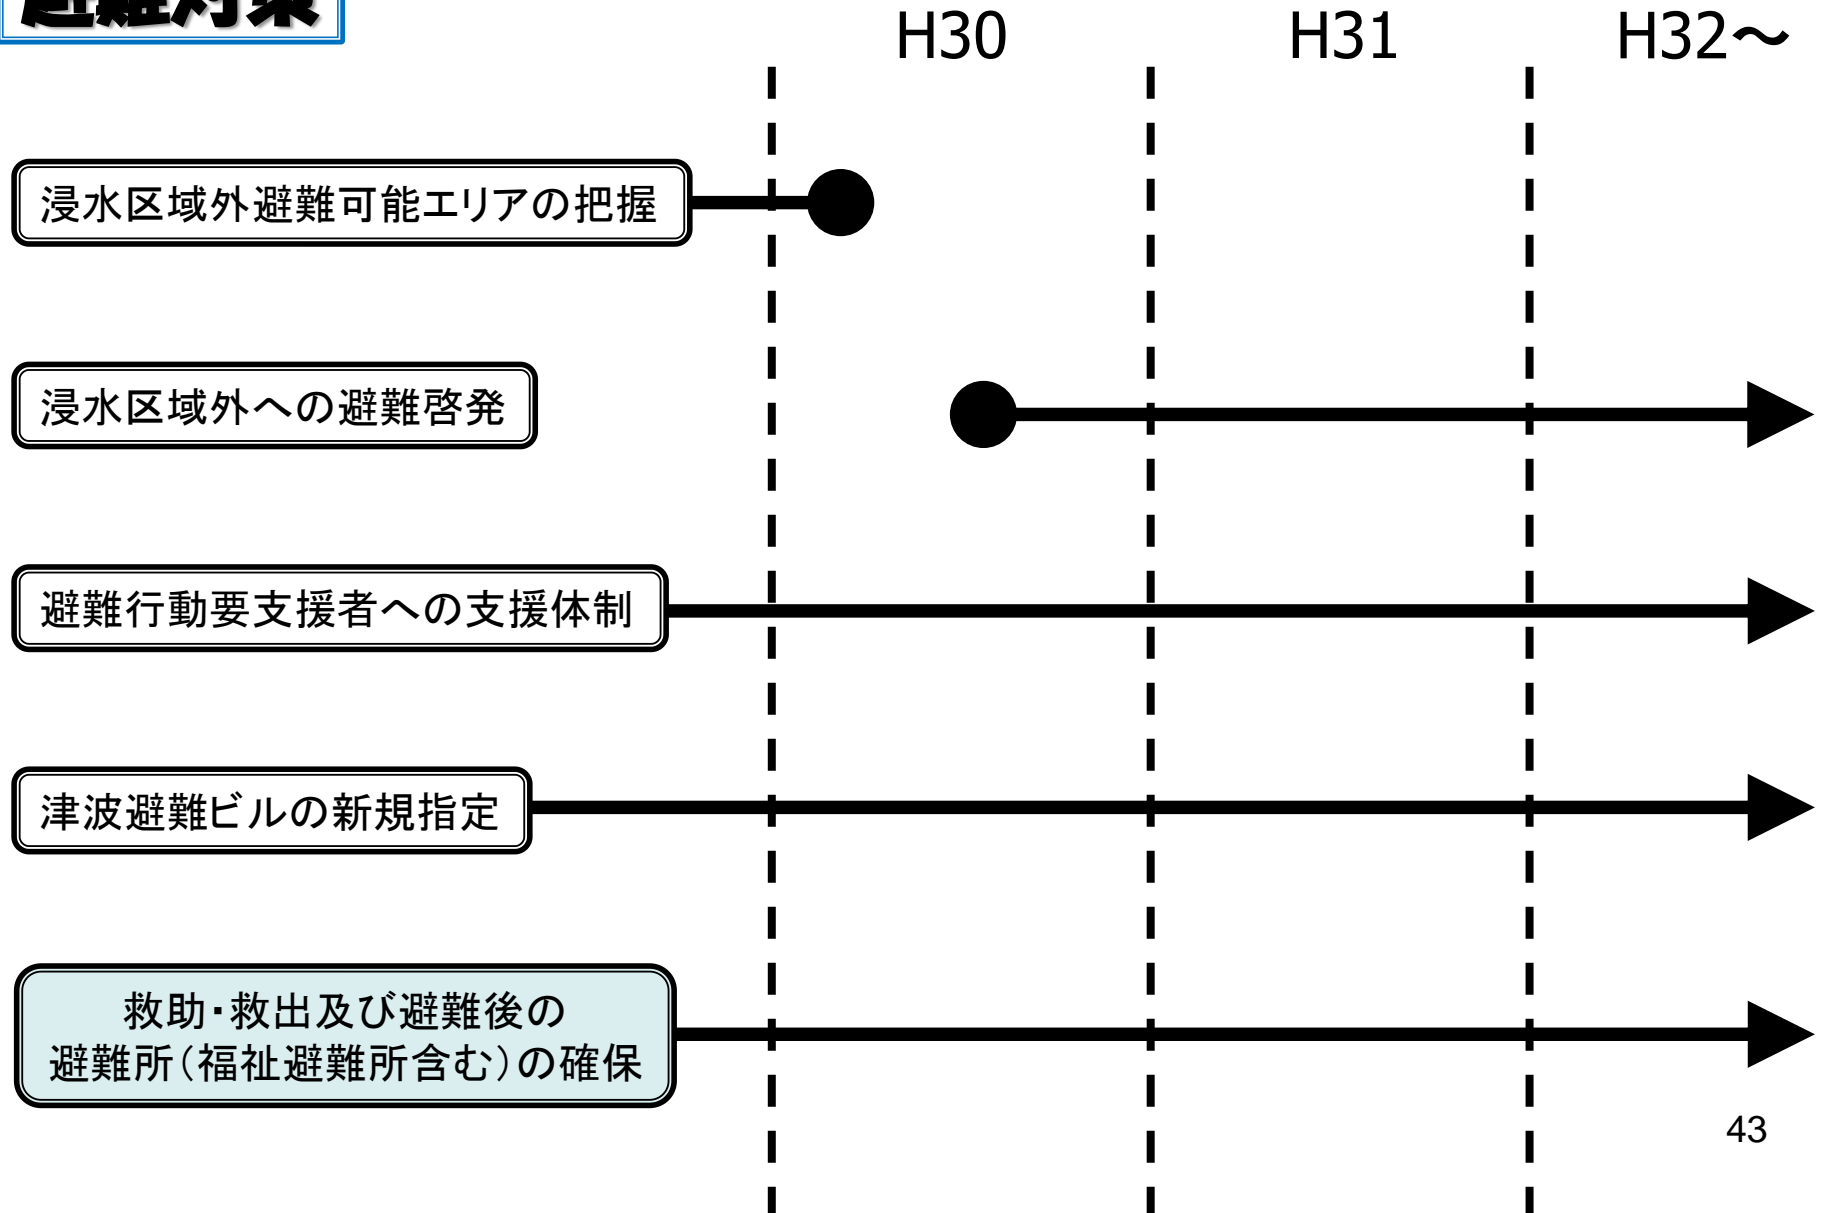 避難対策
H30 H31 H32～
浸水区域外避難可能エリアの把握
浸水区域外への避難啓発
避難行動要支援者への支援体制
津波避難ビルの新規指定
救助・救出及び避難後の
避難所（福祉避難所含む）の確保
43